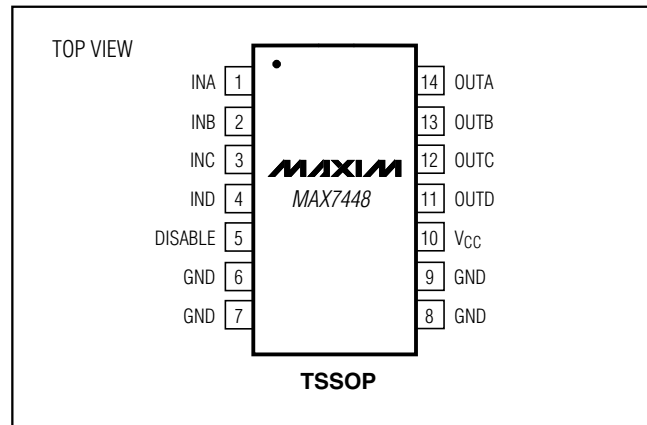 TOP VIEW
INA 1 14 OUTA
INB 2 13 OUTB
INC 3 MAXIM 12 OUTC
IND 4 MAX7448 11 OUTD
DISABLE 5 10 VCC
GND 6 9 GND
GND 7 8 GND
TSSOP